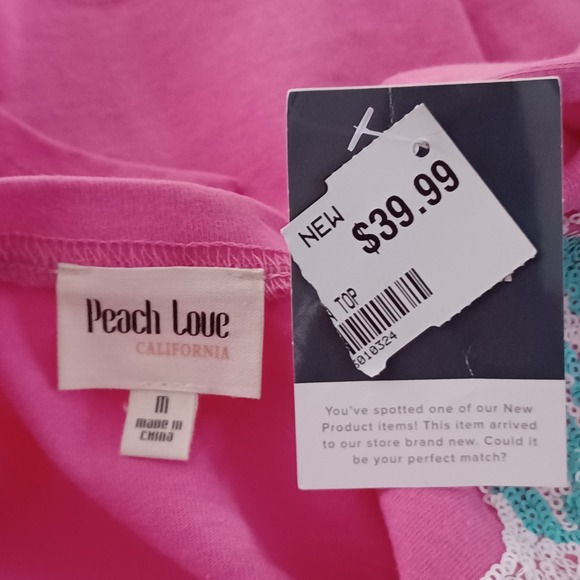 Peach Love
CALIFORNIA
M
made in
CHINA
NEW
$39.99
TOP
You've spotted one of our New
Product items! This item arrived
to our store brand new. Could it
be your perfect match?